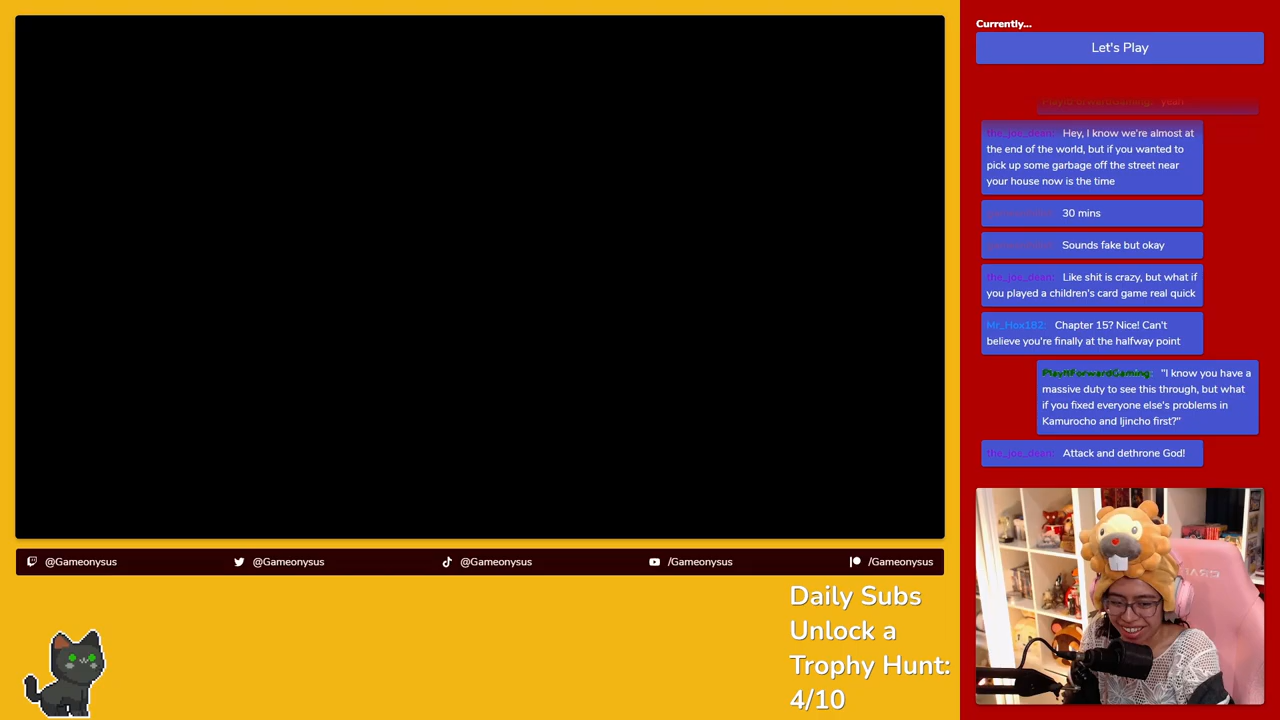 Currently...
Let's Play
the_joe_dean: Hey, I know we're almost at
the end of the world, but if you wanted to
pick up some garbage off the street near
your house now is the time
30 mins
Sounds fake but okay
the_joe_dean: Like shit is crazy, but what if
you played a children's card game real quick
Mr_Hox182: Chapter 15? Nice! Can't
believe you're finally at the halfway point
PlayItForwardGaming: "I know you have a
massive duty to see this through, but what
if you fixed everyone else's problems in
Kamurocho and Ijincho first?"
the_joe_dean: Attack and dethrone God!
@Gameonysus
@Gameonysus
@Gameonysus
/Gameonysus
/Gameonysus
Daily Subs
Unlock a
Trophy Hunt:
4/10